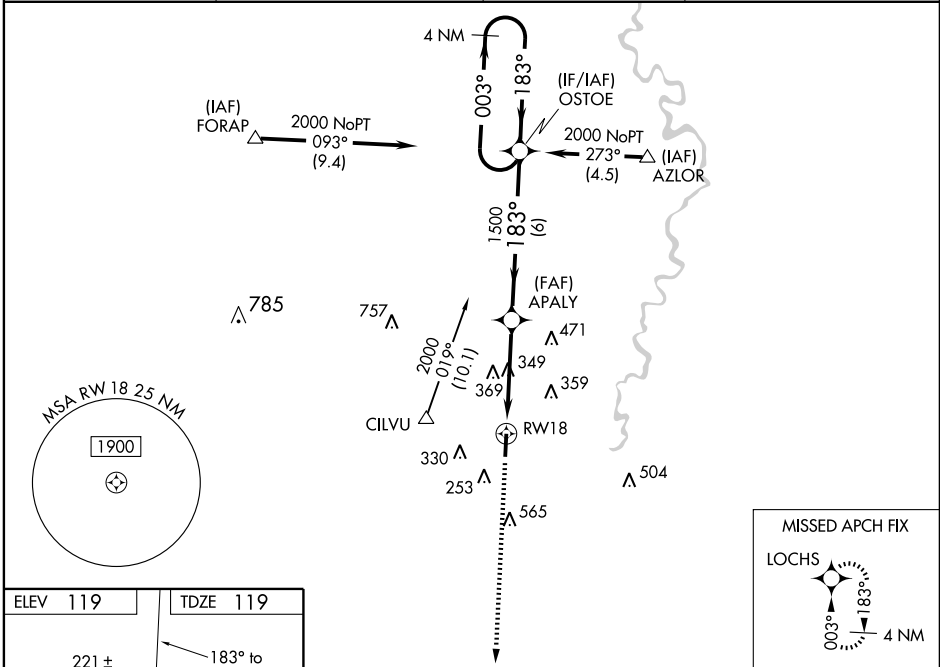 4 NM
003°
183°
(IF/IAF)
OSTOE
(IAF)
FORAP
2000 NoPT
093°
(9.4)
2000 NoPT
273°
(4.5)
(IAF)
AZLOR
1500
183°
(6)
(FAF)
APALY
785
757
471
2000
019°
(10.1)
349
369
359
CILVU
RW18
MSA RW 18 25 NM
1900
330
253
504
565
MISSED APCH FIX
LOCHS
183°
003°
4 NM
ELEV 119
TDZE 119
221 ±
183° to